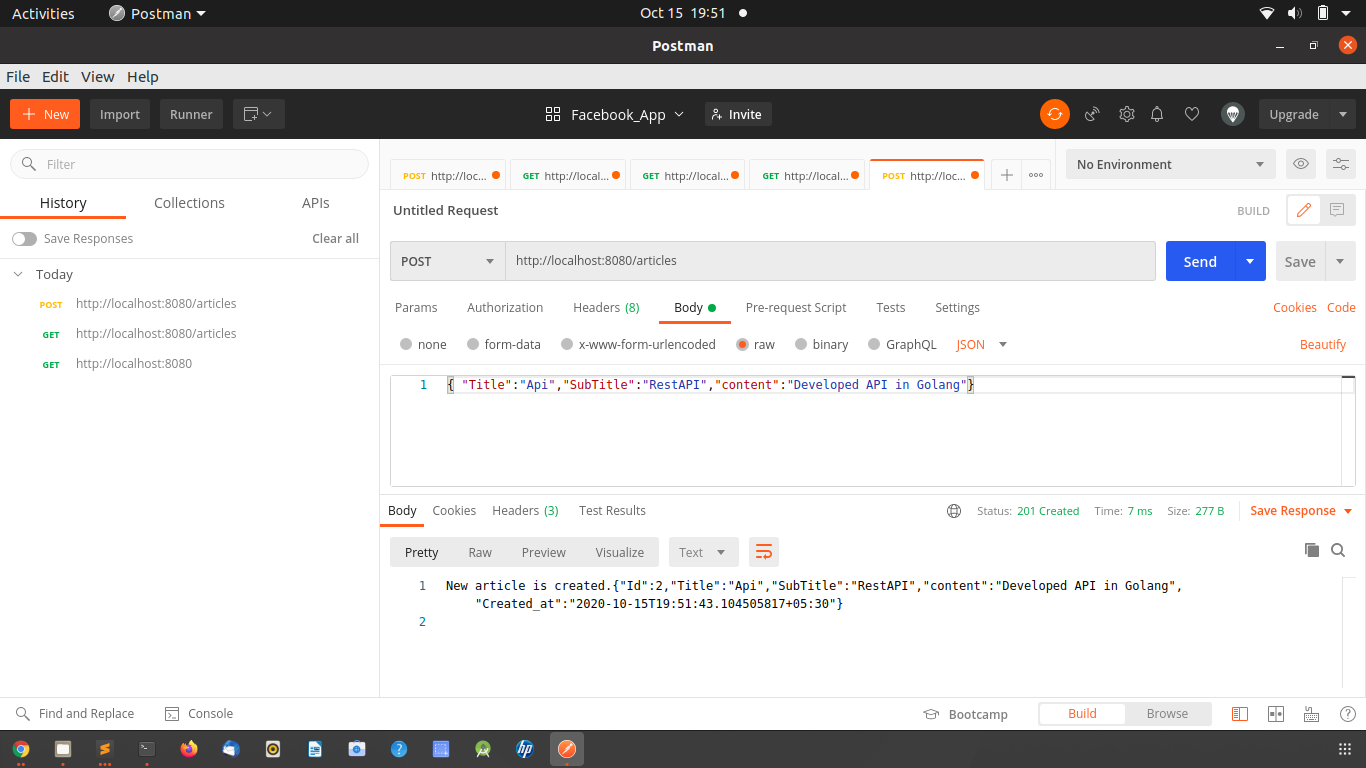 Activities Postman Oct 15 19:51
Postman
File Edit View Help
New Import Runner Facebook_App Invite Upgrade
Filter
POST http://loc... GET http://local... GET http://local... GET http://local... POST http://loc... No Environment
History Collections APIs
Untitled Request BUILD
Save Responses Clear all
POST http://localhost:8080/articles Send Save
Today
POST http://localhost:8080/articles
GET http://localhost:8080/articles
GET http://localhost:8080
Params Authorization Headers (8) Body Pre-request Script Tests Settings Cookies Code
none form-data x-www-form-urlencoded raw binary GraphQL JSON Beautify
1 { "Title":"Api","SubTitle":"RestAPI","content":"Developed API in Golang"}
Body Cookies Headers (3) Test Results Status: 201 Created Time: 7 ms Size: 277 B Save Response
Pretty Raw Preview Visualize Text
1 New article is created.{"Id":2,"Title":"Api","SubTitle":"RestAPI","content":"Developed API in Golang",
"Created_at":"2020-10-15T19:51:43.104505817+05:30"}
2
Find and Replace Console Bootcamp Build Browse
hp